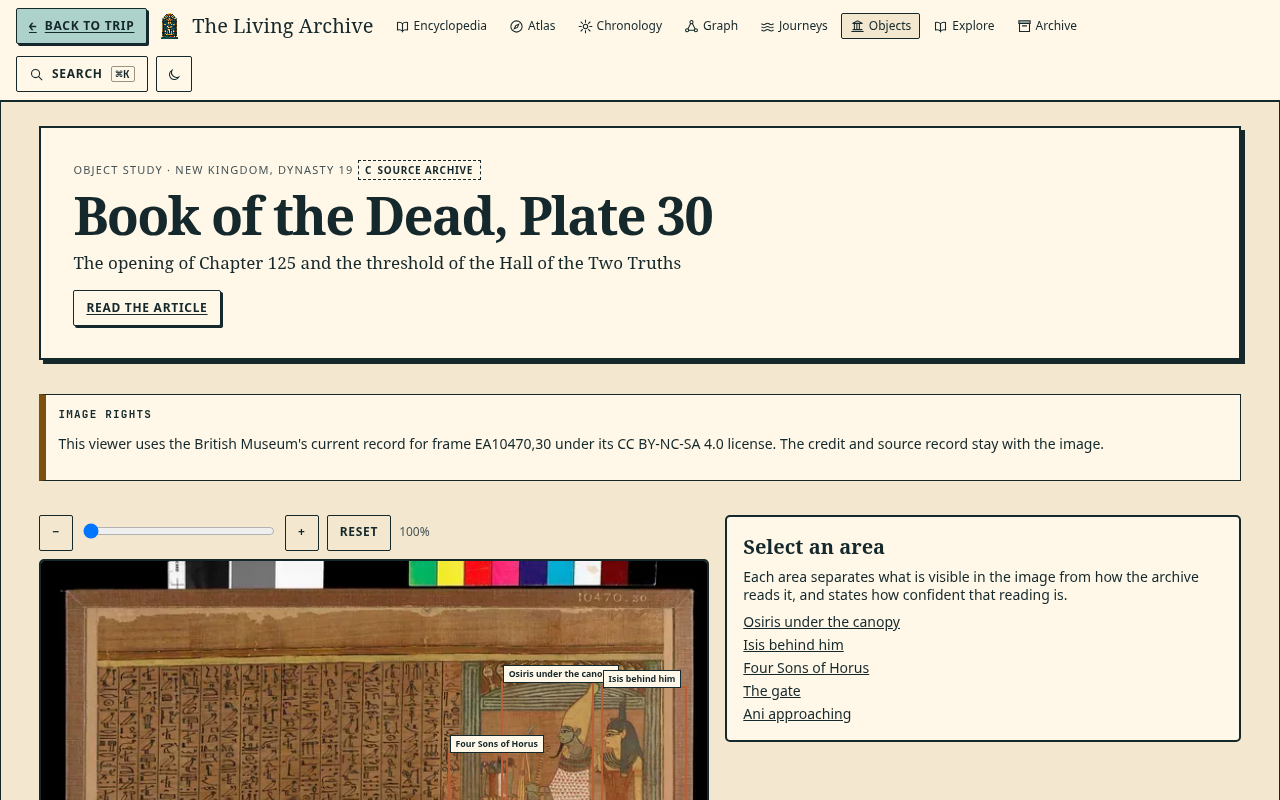 ← BACK TO TRIP
The Living Archive
Encyclopedia
Atlas
Chronology
Graph
Journeys
Objects
Explore
Archive
SEARCH ⌘K
OBJECT STUDY · NEW KINGDOM, DYNASTY 19 C SOURCE ARCHIVE
Book of the Dead, Plate 30
The opening of Chapter 125 and the threshold of the Hall of the Two Truths
READ THE ARTICLE
IMAGE RIGHTS
This viewer uses the British Museum's current record for frame EA10470,30 under its CC BY-NC-SA 4.0 license. The credit and source record stay with the image.
− + RESET 100%
Osiris under the cano
Isis behind him
Four Sons of Horus
Select an area
Each area separates what is visible in the image from how the archive
reads it, and states how confident that reading is.
Osiris under the canopy
Isis behind him
Four Sons of Horus
The gate
Ani approaching